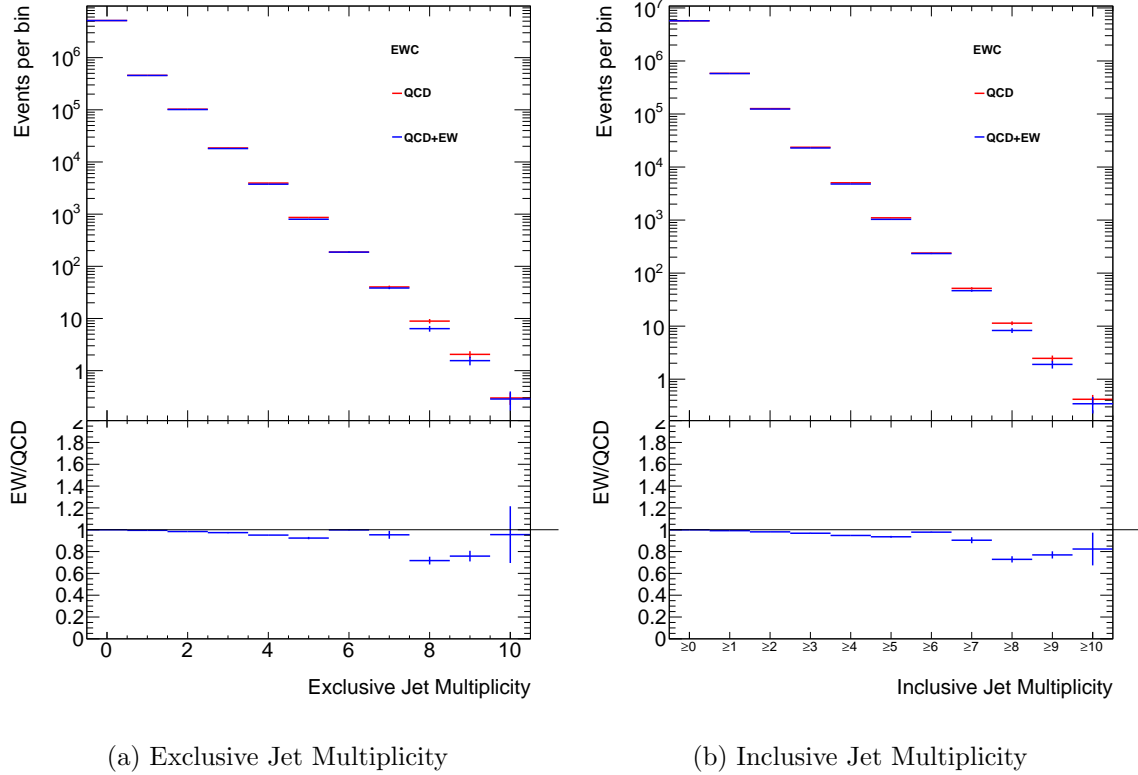 Events per bin
10^6
10^5
10^4
10^3
10^2
10
1
EWC
QCD
QCD+EW
EW/QCD
2
1.8
1.6
1.4
1.2
1
0.8
0.6
0.4
0.2
0
0 2 4 6 8 10
Exclusive Jet Multiplicity
(a) Exclusive Jet Multiplicity
Events per bin
10^7
10^6
10^5
10^4
10^3
10^2
10
1
EWC
QCD
QCD+EW
EW/QCD
2
1.8
1.6
1.4
1.2
1
0.8
0.6
0.4
0.2
0
≥0 ≥1 ≥2 ≥3 ≥4 ≥5 ≥6 ≥7 ≥8 ≥9 ≥10
Inclusive Jet Multiplicity
(b) Inclusive Jet Multiplicity